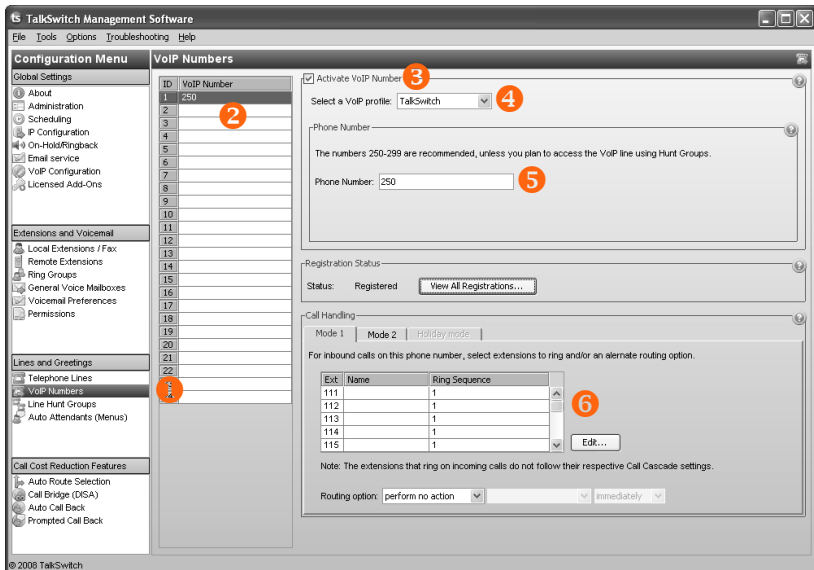 TalkSwitch Management Software
File Tools Options Troubleshooting Help
Configuration Menu
Global Settings
About
Administration
Scheduling
IP Configuration
On-Hold/Ringback
Email service
VoIP Configuration
Licensed Add-Ons
Extensions and Voicemail
Local Extensions / Fax
Remote Extensions
Ring Groups
General Voice Mailboxes
Voicemail Preferences
Permissions
Lines and Greetings
Telephone Lines
VoIP Numbers
Line Hunt Groups
Auto Attendants (Menus)
Call Cost Reduction Features
Auto Route Selection
Call Bridge (DISA)
Auto Call Back
Prompted Call Back
VoIP Numbers
ID VoIP Number
1 250
2
2
3
4
5
6
7
8
9
10
11
12
13
14
15
16
17
18
19
20
21
22
1
Activate VoIP Number 3
Select a VoIP profile: TalkSwitch 4
Phone Number
The numbers 250-299 are recommended, unless you plan to access the VoIP line using Hunt Groups.
Phone Number: 250 5
Registration Status
Status: Registered View All Registrations...
Call Handling
Mode 1 Mode 2 Holiday mode
For inbound calls on this phone number, select extensions to ring and/or an alernate routing option.
Ext Name Ring Sequence
111 1
112 1
113 1
114 1
115 1
6
Edit...
Note: The extensions that ring on incoming calls do not follow their respective Call Cascade settings.
Routing option: perform no action immediately
© 2008 TalkSwitch